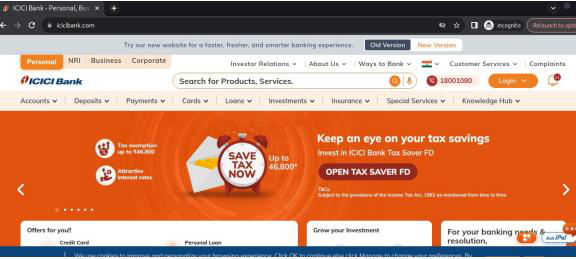 ICICI Bank - Personal, Bus
icicibank.com
Incognito
Relaunch to upda
Try our new website for a faster, fresher, and smarter banking experience. Old Version New Version
Personal NRI Business Corporate
Investor Relations About Us Ways to Bank Customer Services Complaints
ICICI Bank
Search for Products, Services.
18001080
Login
Accounts Deposits Payments Cards Loans Investments Insurance Special Services Knowledge Hub
Tax exemption
up to ₹46,800
Attractive
interest rates
SAVE
TAX
NOW
Up to
46,800*
Keep an eye on your tax
savings
Invest in ICICI Bank Tax Saver FD
OPEN TAX SAVER FD
T&Cs
Subject to the provisions of the Income Tax Act, 1961 as mentioned from time to time.
Offers for you!!
Credit Card
Personal Loan
Grow your Investment
For your banking needs &
resolution,
Ask iPal
We use cookies to improve and personalize your browsing experience. Click OK to continue else click Manage to change your preferences. By